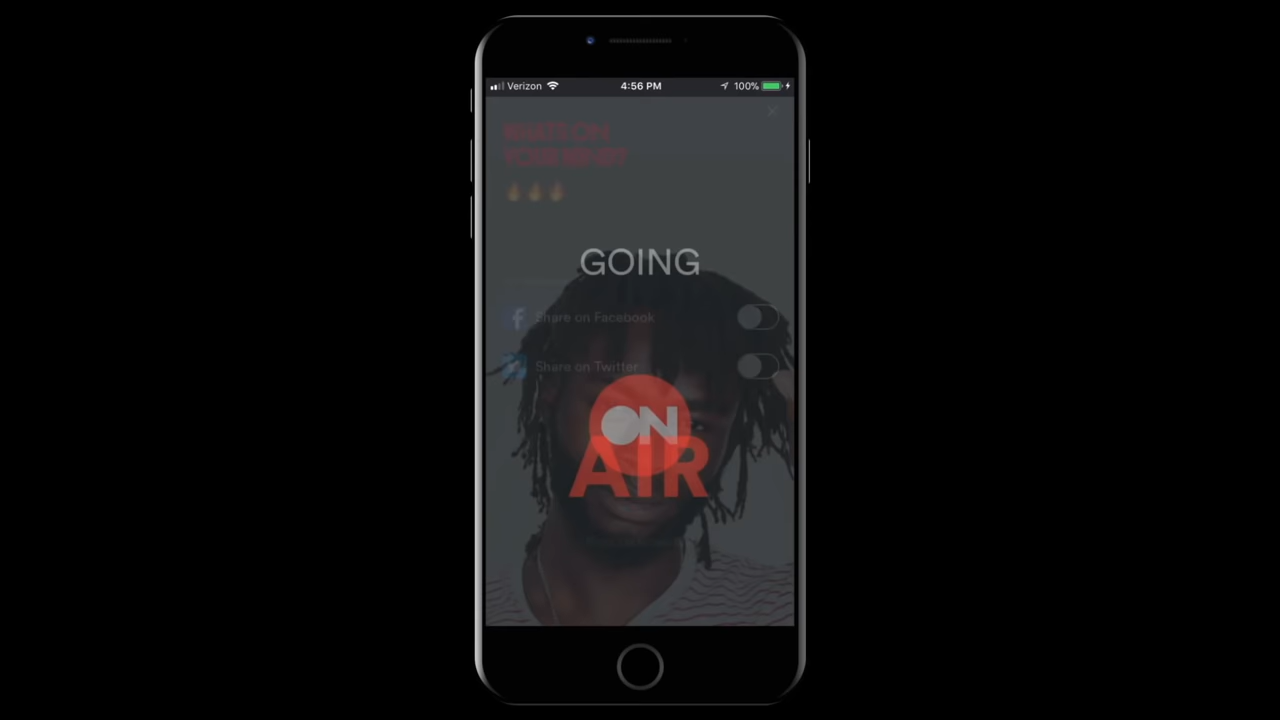 Verizon 4:56 PM 100%
GOING
Share on Facebook
Share on Twitter
ON
AIR